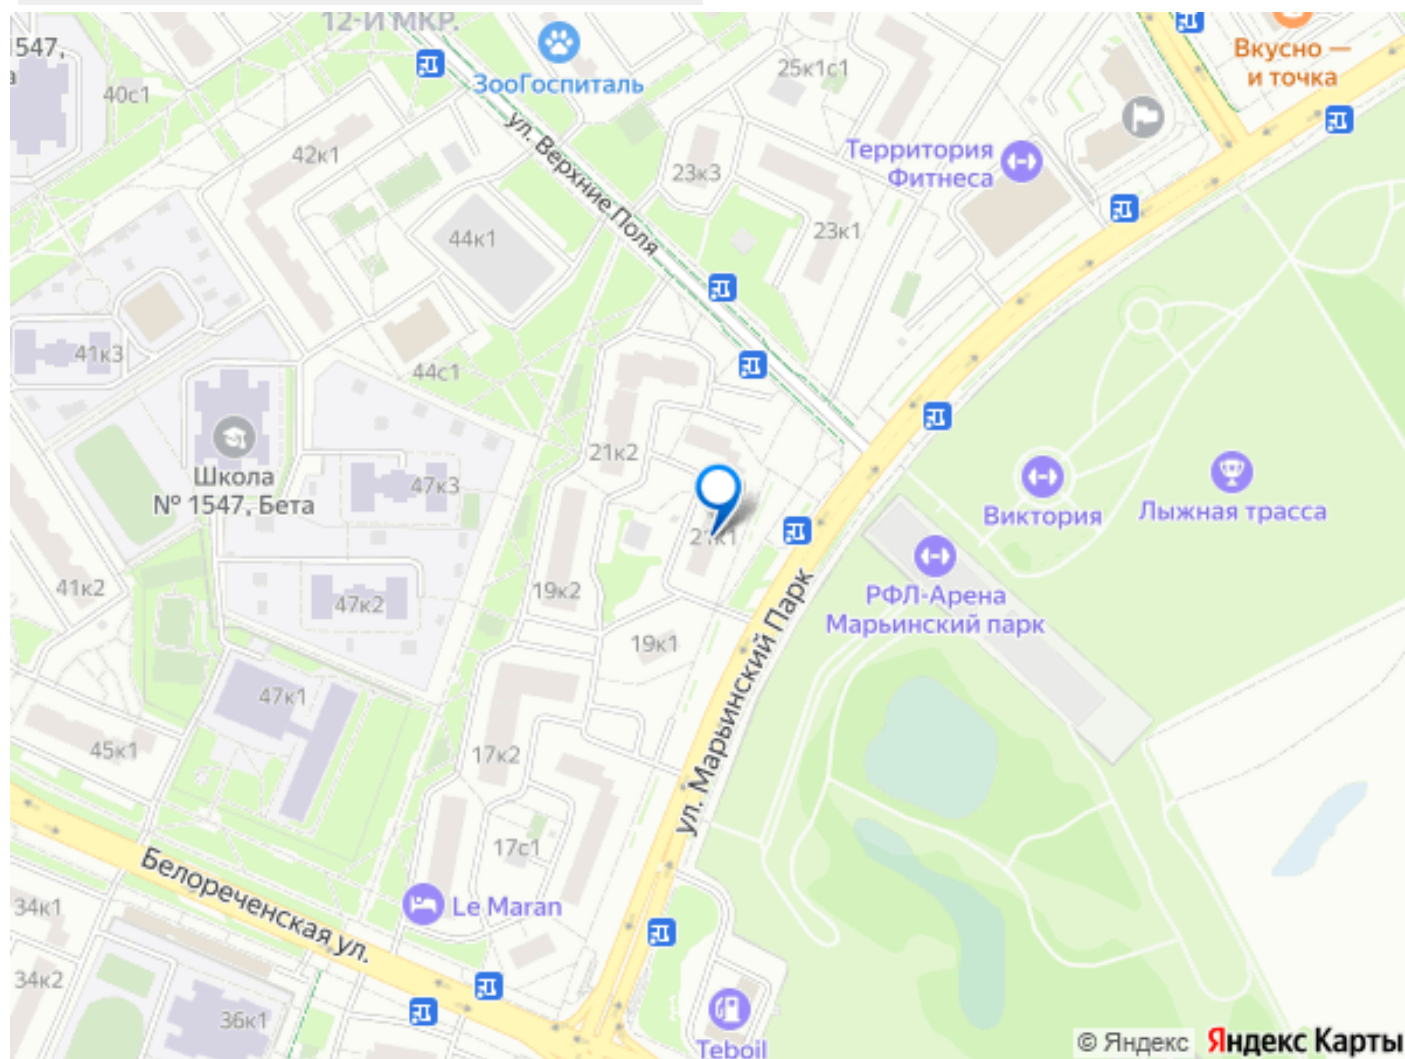 12-Й МКР.
1547,
а
40с1
ЗооГоспиталь
25к1с1
Вкусно —
и точка
ул. Верхние Поля
42к1
23к3
Территория
Фитнеса
44к1
23к1
41к3
44с1
21к2
Школа
№ 1547, Бета
47к3
21к1
Виктория
Лыжная трасса
41к2
47к2
19к2
РФЛ-Арена
Марьинский парк
19к1
ул. Марьинский Парк
47к1
45к1
17к2
17с1
Белореченская ул.
34к1
Le Maran
34к2
36к1
Teboil
© Яндекс Яндекс Карты